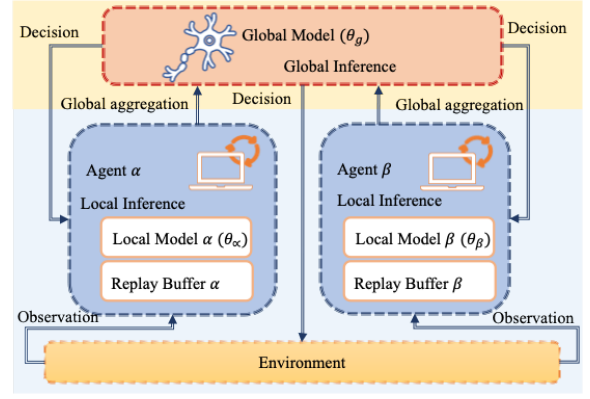 Decision
Global Model (θg)
Decision
Global Inference
Global aggregation
Decision
Global aggregation
Agent α
Agent β
Local Inference
Local Inference
Local Model α (θ∝)
Local Model β (θβ)
Replay Buffer α
Replay Buffer β
Observation
Observation
Environment